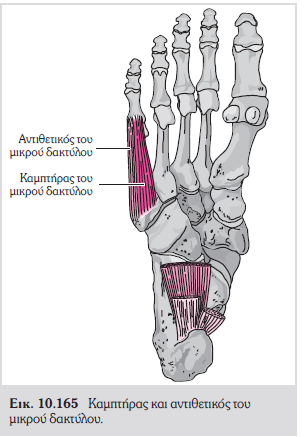 Αντιθετικός του
μικρού δακτύλου
Καμπτήρας του
μικρού δακτύλου
Εικ. 10.165 Καμπτήρας και αντιθετικός του
μικρού δακτύλου.